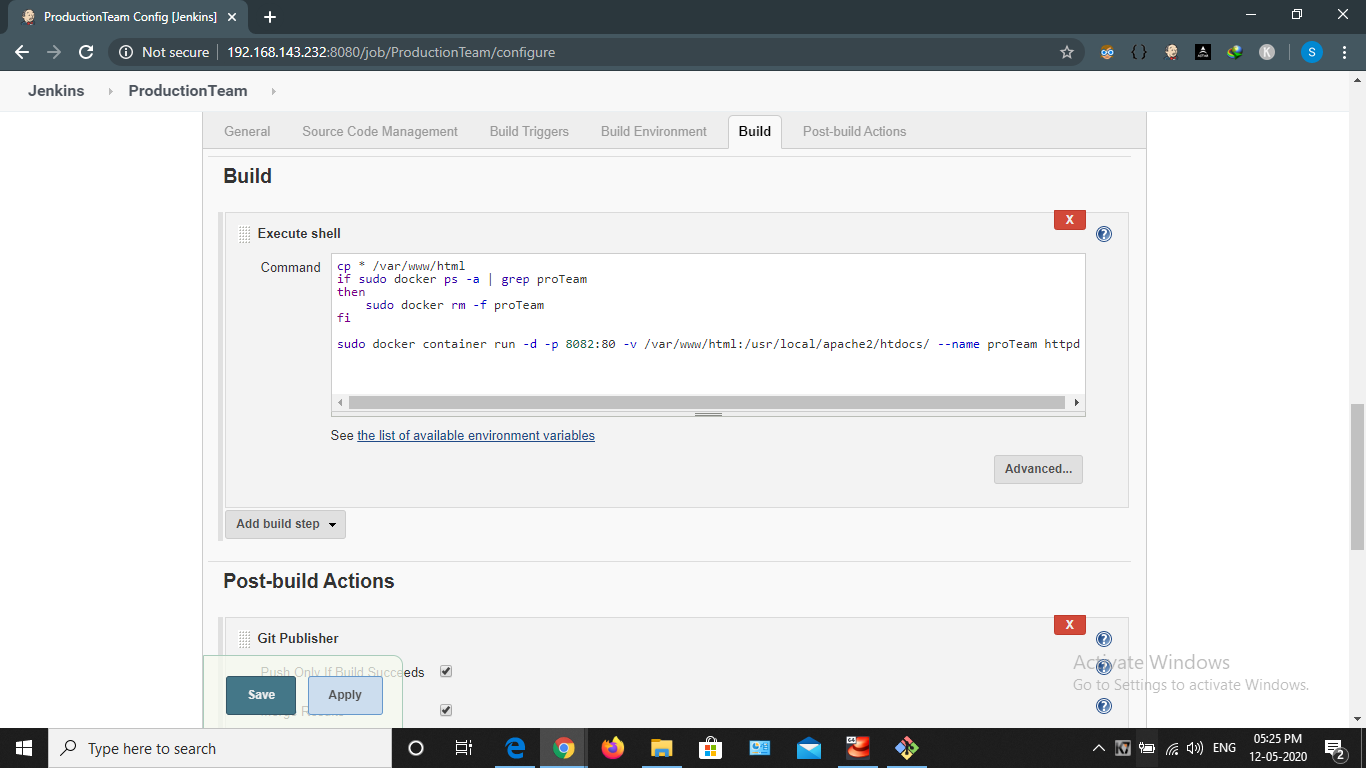 ProductionTeam Config [Jenkins]
Not secure 192.168.143.232:8080/job/ProductionTeam/configure
S
K
Jenkins ProductionTeam
General Source Code Management Build Triggers Build Environment Build Post-build Actions
Build
X
Execute shell
?
Command
cp * /var/www/html
if sudo docker ps -a | grep proTeam
then
sudo docker rm -f proTeam
fi
sudo docker container run -d -p 8082:80 -v /var/www/html:/usr/local/apache2/htdocs/ --name proTeam httpd
See the list of available environment variables
Advanced...
Add build step
Post-build Actions
X
Git Publisher
?
Push Only If Build Succeeds
?
Activate Windows
Go to Settings to activate Windows.
Save Apply
?
Type here to search
ENG
05:25 PM
12-05-2020
2